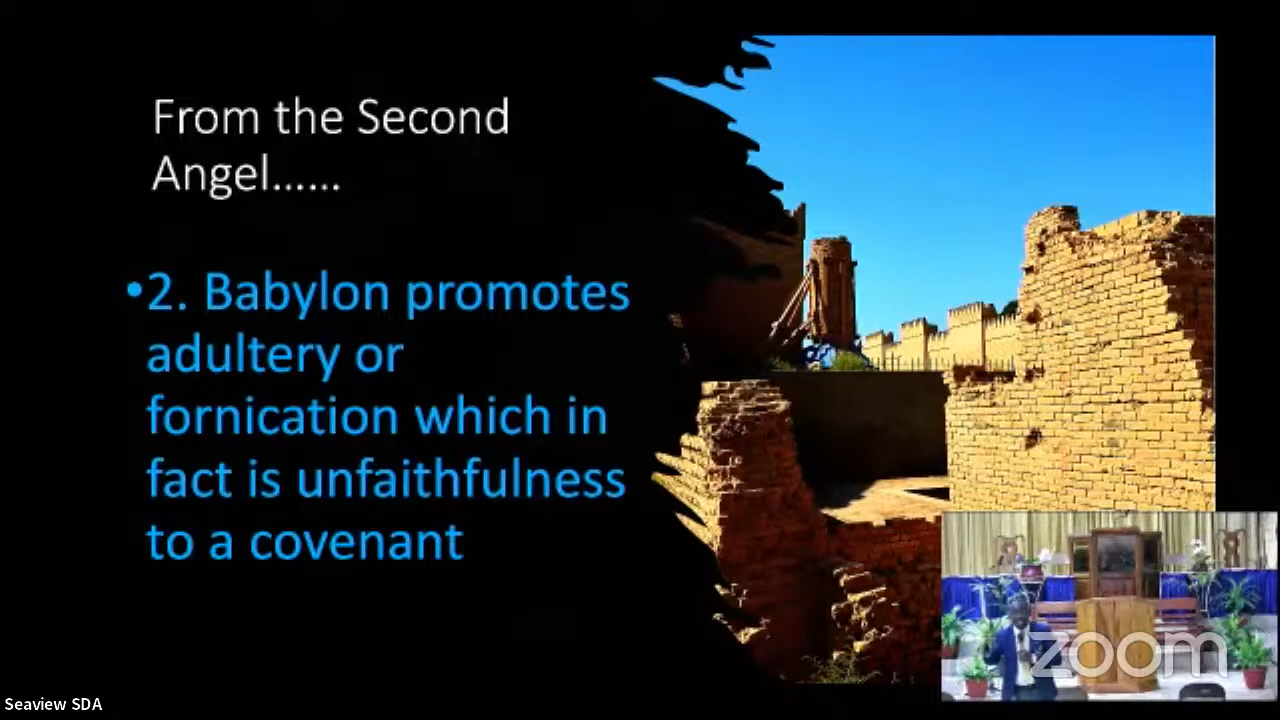 From the Second
Angel......
•2. Babylon promotes
adultery or
fornication which in
fact is unfaithfulness
to a covenant
zoom
Seaview SDA